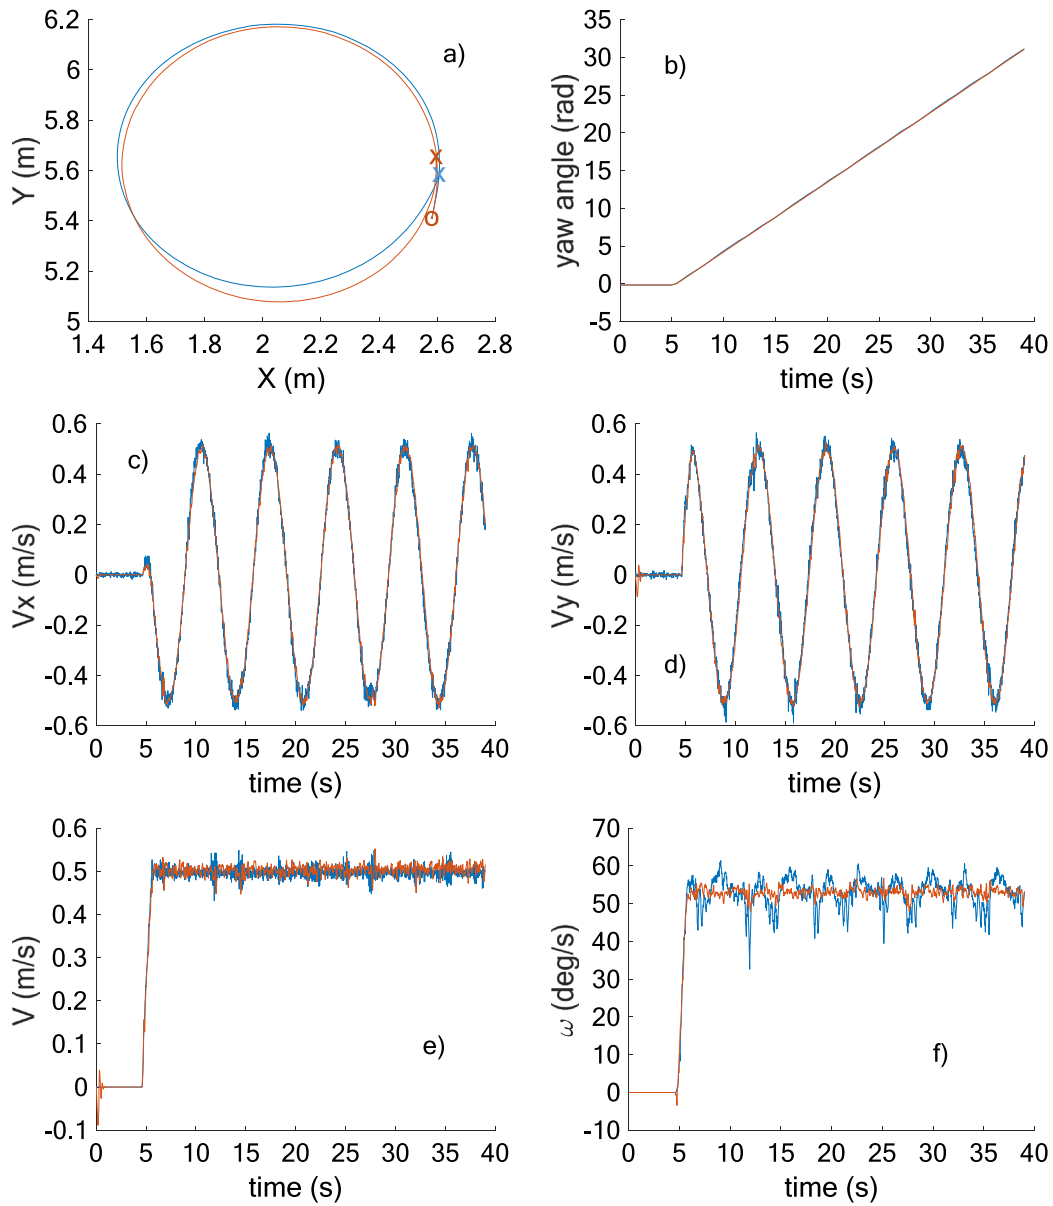 6.2
6
5.8
5.6
5.4
5.2
5
Y (m)
a)
X
X
O
1.4 1.6 1.8 2 2.2 2.4 2.6 2.8
X (m)
35
30
25
20
15
10
5
0
-5
yaw angle (rad)
b)
0 5 10 15 20 25 30 35 40
time (s)
0.6
0.4
0.2
0
-0.2
-0.4
-0.6
Vx (m/s)
c)
0 5 10 15 20 25 30 35 40
time (s)
0.6
0.4
0.2
0
-0.2
-0.4
-0.6
Vy (m/s)
d)
0 5 10 15 20 25 30 35 40
time (s)
0.6
0.5
0.4
0.3
0.2
0.1
0
-0.1
V (m/s)
e)
0 5 10 15 20 25 30 35 40
time (s)
70
60
50
40
30
20
10
0
-10
ω (deg/s)
f)
0 5 10 15 20 25 30 35 40
time (s)